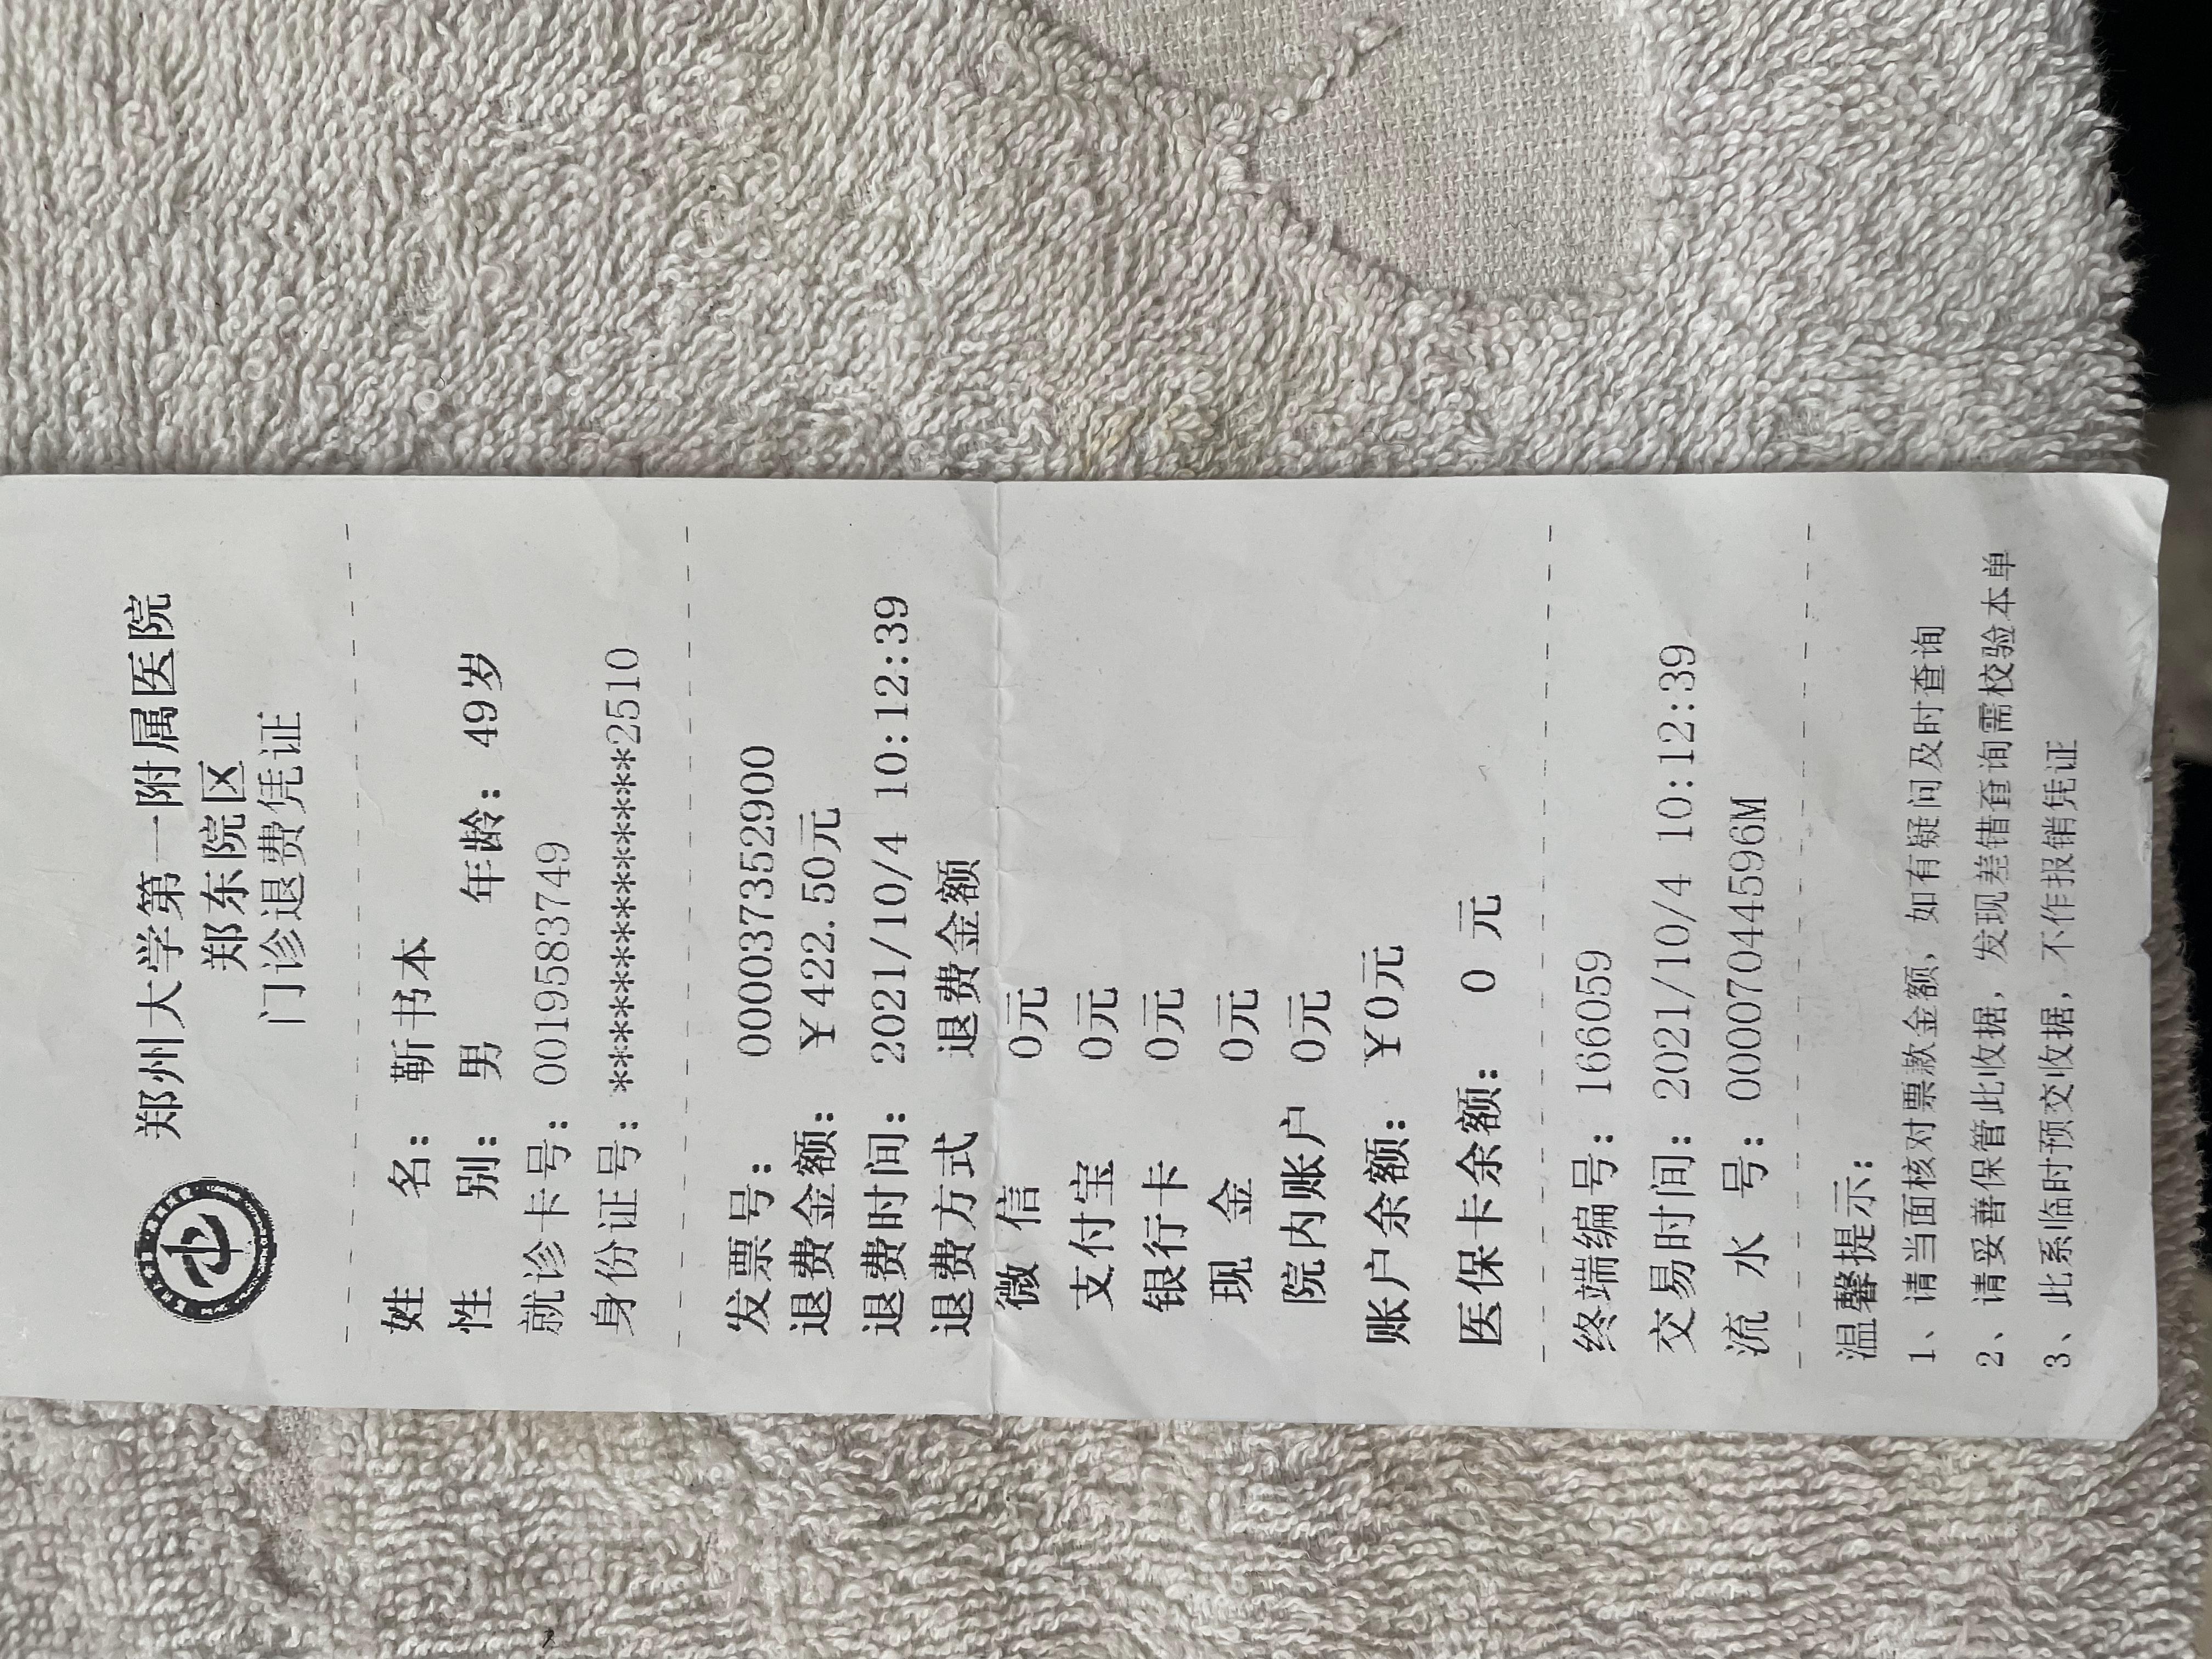 郑州大学第一附属医院
郑东院区
门诊退费凭证
姓 名: 靳书本
性 别: 男 年龄: 49岁
就诊卡号: 0019583749
身份证号: **************2510
发票号: 0000373352900
退费金额: ¥422.50元
退费时间: 2021/10/4 10:12:39
退费方式 退费金额
微 信 0元
支付宝 0元
银行卡 0元
现 金 0元
院内账户 0元
账户余额: ¥0元
医保卡余额: 0 元
终端编号: 166059
交易时间: 2021/10/4 10:12:39
流 水 号: 0000704459​6M
温馨提示:
1、请当面核对票款金额，如有疑问及时查询
2、请妥善保管此收据，发现差错查询需校验本单
3、此系临时预交收据，不作报销凭证